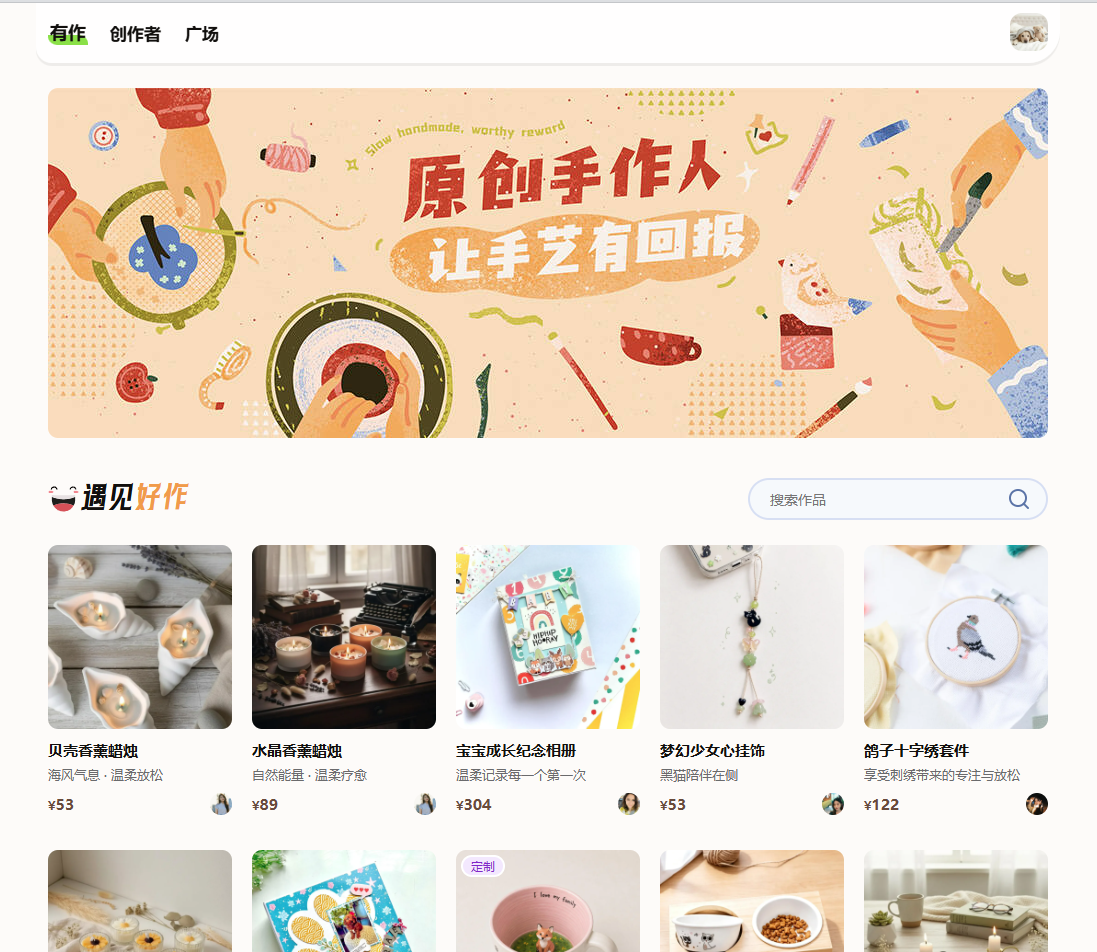 有作 创作者 广场
Slow handmade, worthy reward
原创手作人
让手艺有回报
遇见好作
搜索作品
HIPHIP
HOORAY
贝壳香薰蜡烛
海风气息 · 温柔放松
¥53
水晶香薰蜡烛
自然能量 · 温柔疗愈
¥89
宝宝成长纪念相册
温柔记录每一个第一次
¥304
梦幻少女心挂饰
黑猫陪伴在侧
¥53
鸽子十字绣套件
享受刺绣带来的专注与放松
¥122
定制
I love my family